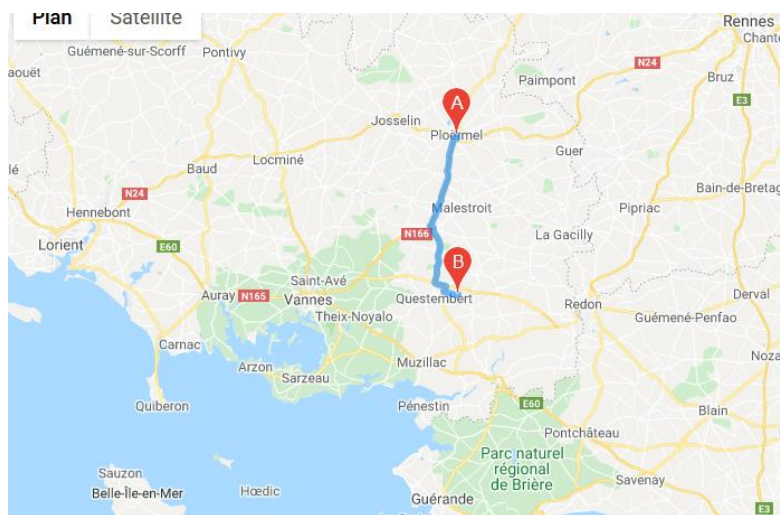 Plan
Satellite
Rennes
Chante
Guémené-sur-Scorff
Pontivy
N24
Bruz
Paimpont
E3
A
Josselin
Ploërmel
Guer
Locminé
Baud
Bain-de-Bretag
N24
Malestroit
Pipriac
Hennebont
N166
La Gacilly
Lorient
E60
B
Saint-Avé
Auray
N165
Vannes
Questembert
Redon
Derval
Theix-Noyalo
Guémené-Penfao
Carnac
Noza
Arzon
Muzillac
Sarzeau
Quiberon
Pénestin
E60
Blain
Pontchâteau
Parc naturel
régional
de Brière
Sauzon
Savenay
Belle-Île-en-Mer
Hœdic
Guérande
E3